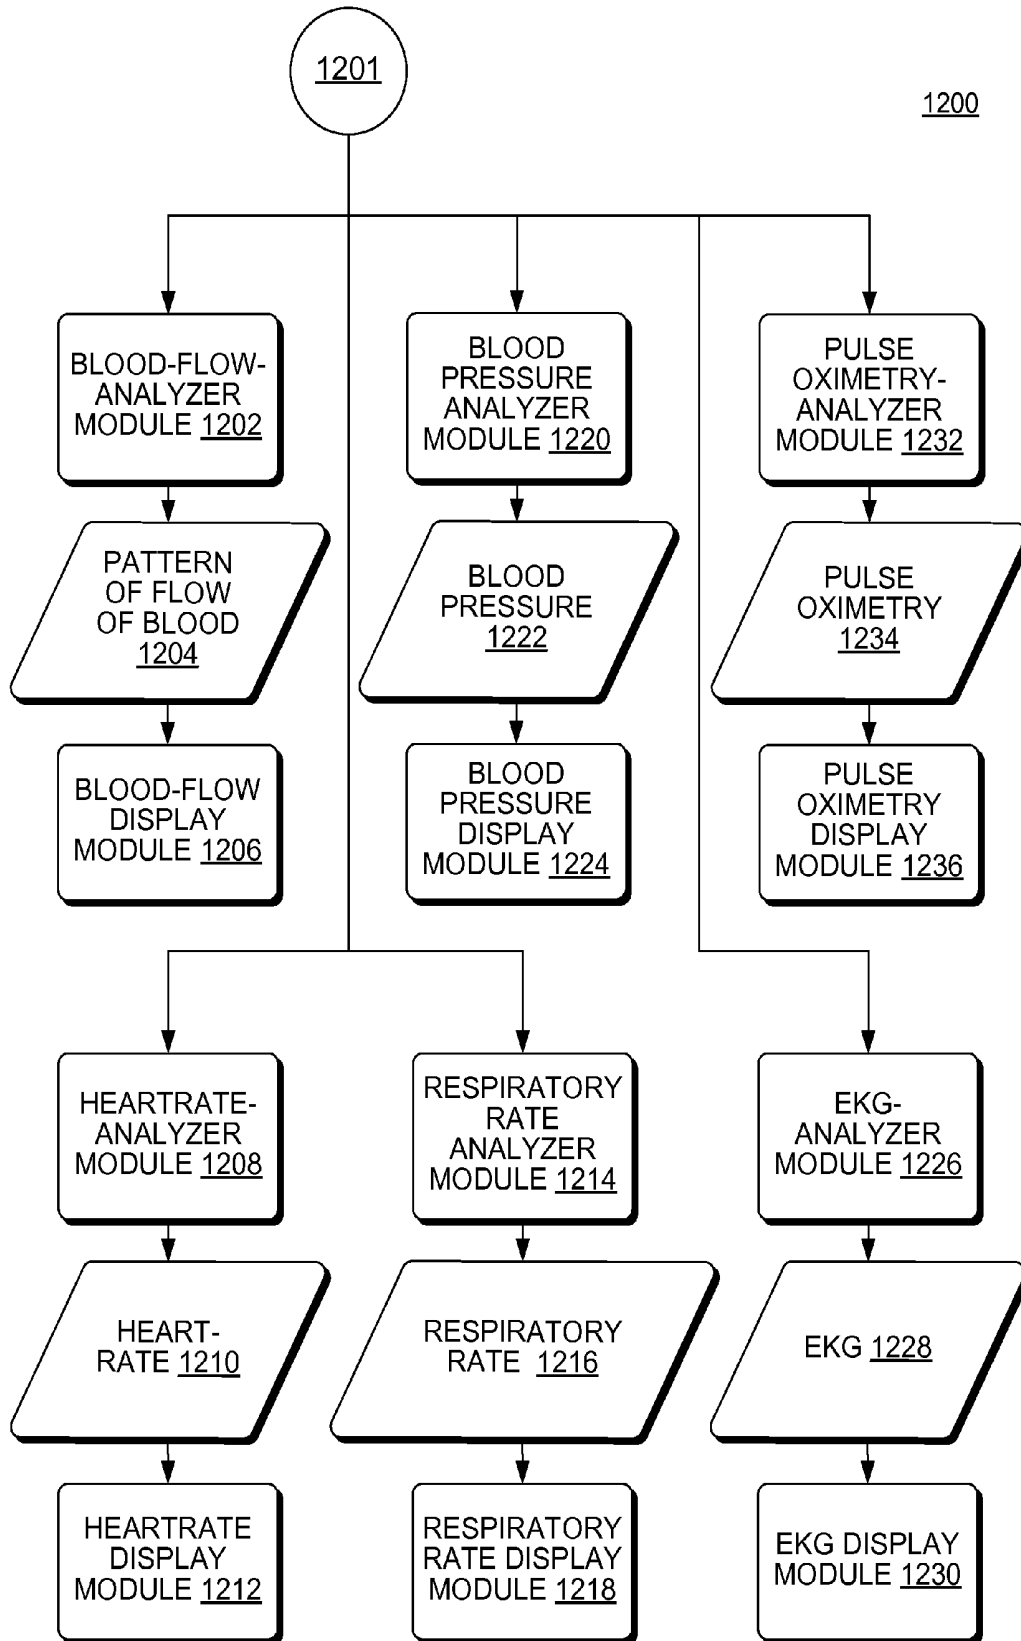 1201
1200
BLOOD-FLOW-
ANALYZER
MODULE 1202
BLOOD
PRESSURE
ANALYZER
MODULE 1220
PULSE
OXIMETRY-
ANALYZER
MODULE 1232
PATTERN
OF FLOW
OF BLOOD
1204
BLOOD
PRESSURE
1222
PULSE
OXIMETRY
1234
BLOOD-FLOW
DISPLAY
MODULE 1206
BLOOD
PRESSURE
DISPLAY
MODULE 1224
PULSE
OXIMETRY
DISPLAY
MODULE 1236
HEARTRATE-
ANALYZER
MODULE 1208
RESPIRATORY
RATE
ANALYZER
MODULE 1214
EKG-
ANALYZER
MODULE 1226
HEART-
RATE 1210
RESPIRATORY
RATE 1216
EKG 1228
HEARTRATE
DISPLAY
MODULE 1212
RESPIRATORY
RATE DISPLAY
MODULE 1218
EKG DISPLAY
MODULE 1230